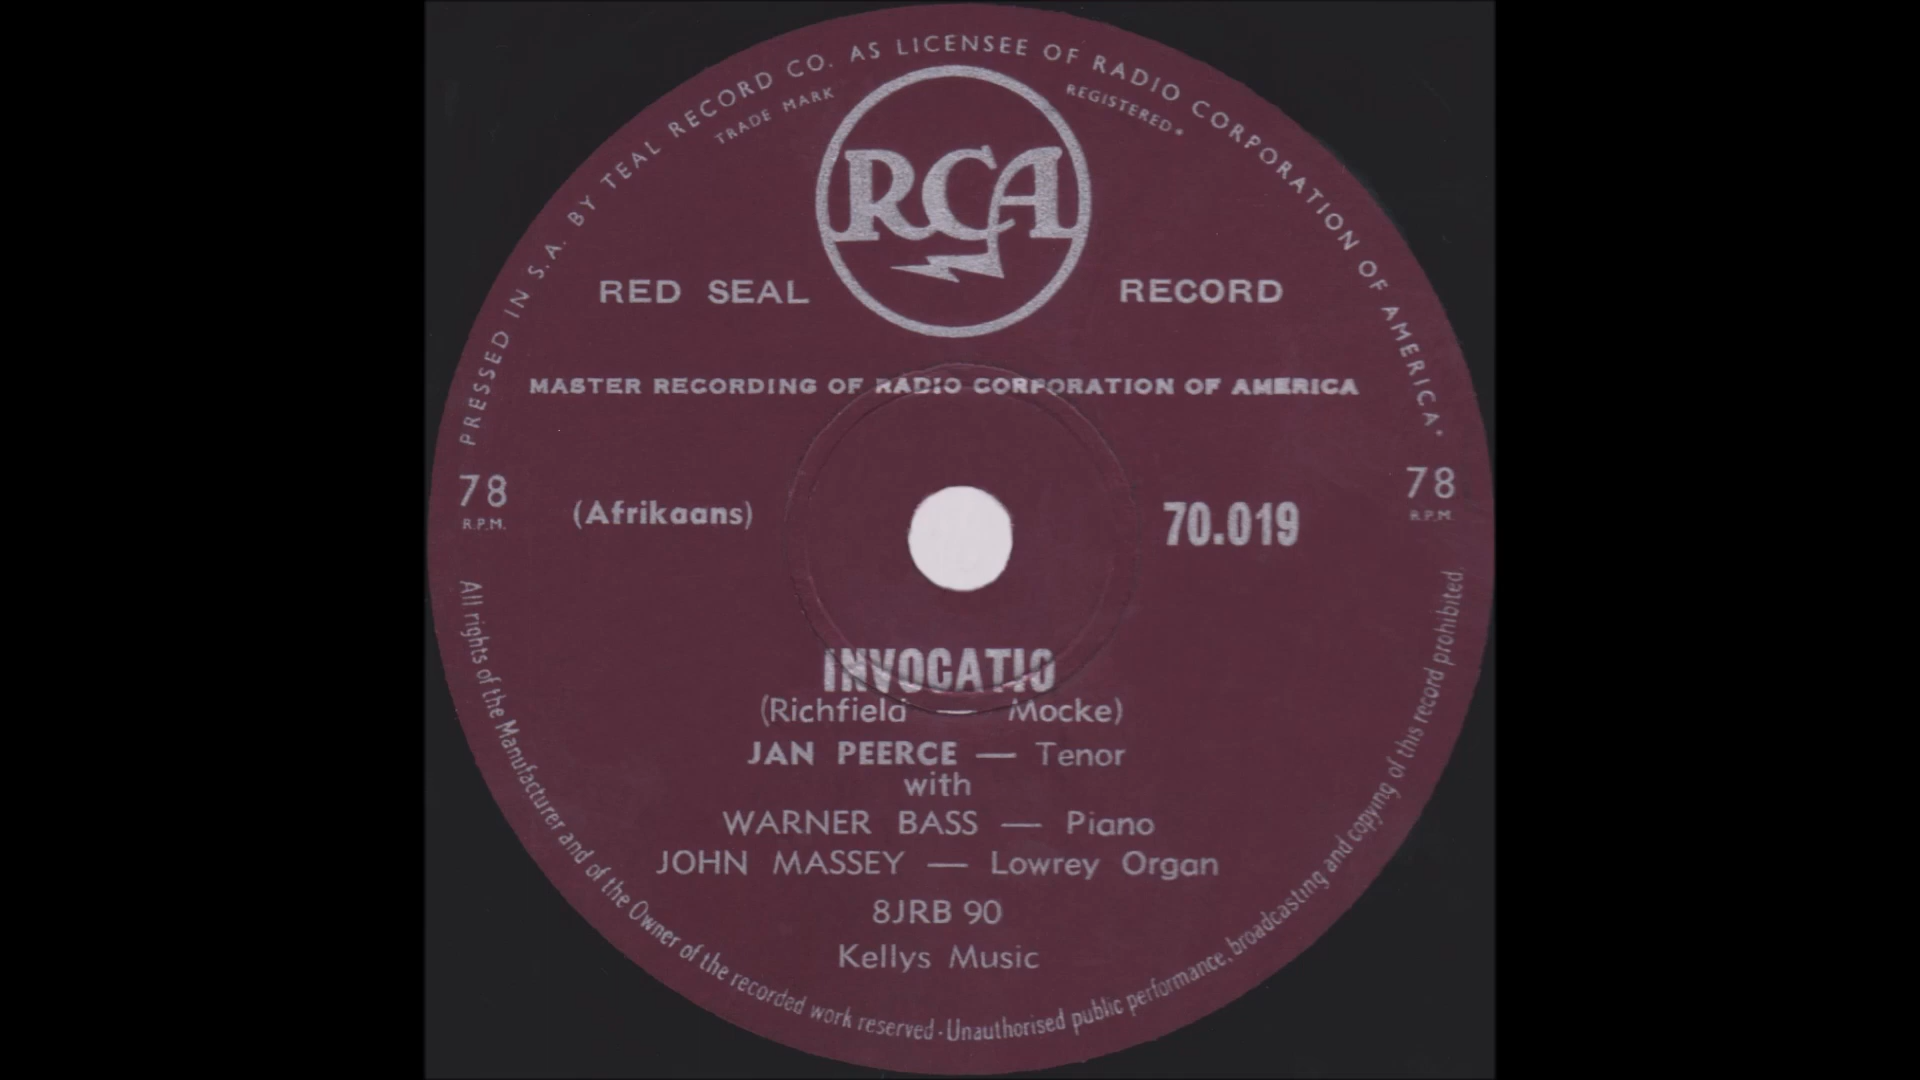 PRESSED IN S.A. BY TEAL RECORD CO. AS LICENSEE OF RADIO CORPORATION OF AMERICA.
TRADE MARK
REGISTERED.
RCA
RED SEAL RECORD
MASTER RECORDING OF RADIO CORPORATION OF AMERICA
78 R.P.M.
(Afrikaans)
70.019
78 R.P.M.
INVOCATIO
(Richfield — Mocke)
JAN PEERCE — Tenor
with
WARNER BASS — Piano
JOHN MASSEY — Lowrey Organ
8JRB 90
Kellys Music
All rights of the Manufacturer and of the Owner of the recorded work reserved · Unauthorised public performance, broadcasting and copying of this record prohibited.